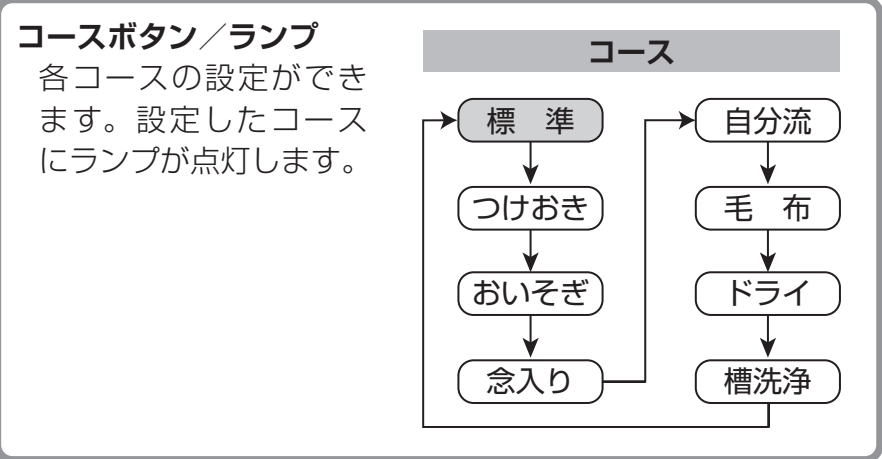 コースボタン／ランプ
各コースの設定ができ
ます。設定したコース
にランプが点灯します。
コース
標　準
つけおき
おいそぎ
念入り
自分流
毛　布
ドライ
槽洗浄